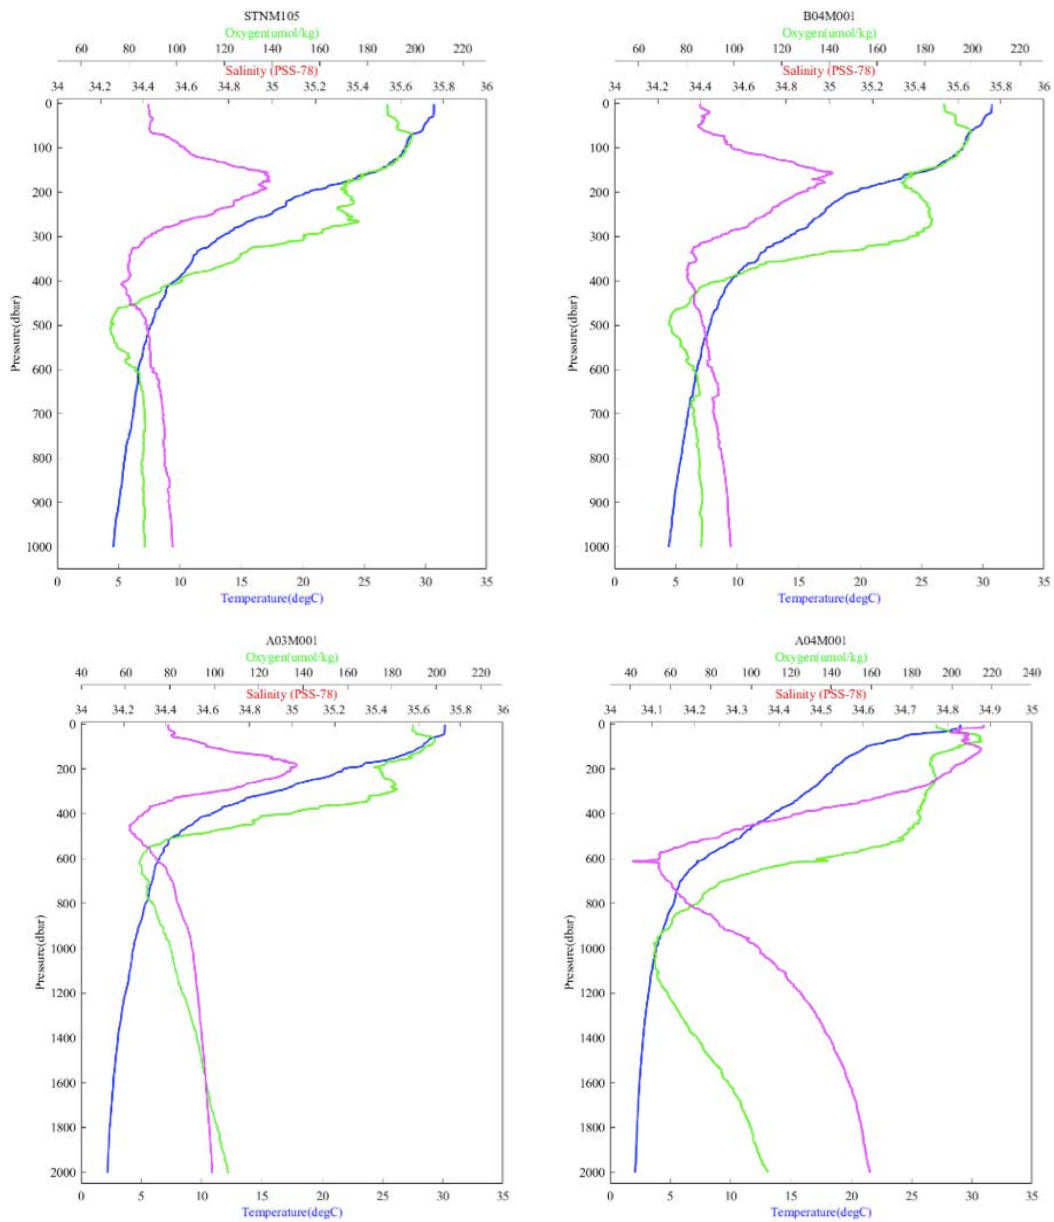 STNM105
Oxygen(umol/kg)
60 80 100 120 140 160 180 200 220
Salinity (PSS-78)
34 34.2 34.4 34.6 34.8 35 35.2 35.4 35.6 35.8 36
0
100
200
300
400
500
600
700
800
900
1000
Pressure(dbar)
0 5 10 15 20 25 30 35
Temperature(degC)
B04M001
Oxygen(umol/kg)
60 80 100 120 140 160 180 200 220
Salinity (PSS-78)
34 34.2 34.4 34.6 34.8 35 35.2 35.4 35.6 35.8 36
0
100
200
300
400
500
600
700
800
900
1000
Pressure(dbar)
0 5 10 15 20 25 30 35
Temperature(degC)
A03M001
Oxygen(umol/kg)
40 60 80 100 120 140 160 180 200 220
Salinity (PSS-78)
34 34.2 34.4 34.6 34.8 35 35.2 35.4 35.6 35.8 36
0
200
400
600
800
1000
1200
1400
1600
1800
2000
Pressure(dbar)
0 5 10 15 20 25 30 35
Temperature(degC)
A04M001
Oxygen(umol/kg)
40 60 80 100 120 140 160 180 200 220 240
Salinity (PSS-78)
34 34.1 34.2 34.3 34.4 34.5 34.6 34.7 34.8 34.9 35
0
200
400
600
800
1000
1200
1400
1600
1800
2000
Pressure(dbar)
0 5 10 15 20 25 30 35
Temperature(degC)